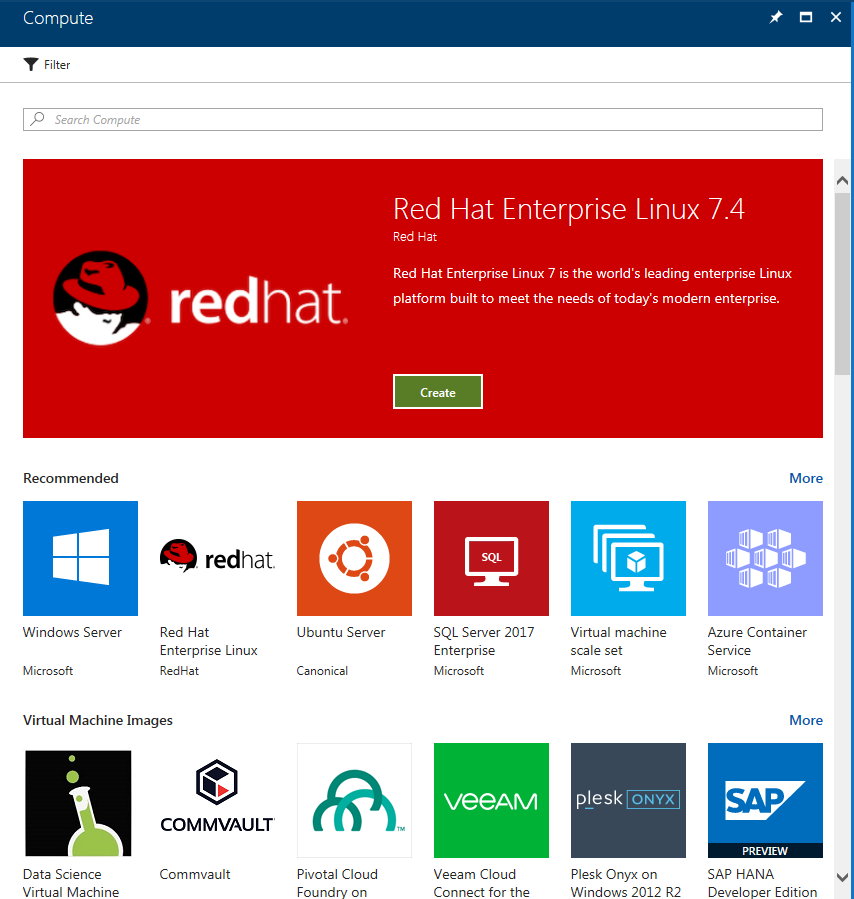 Compute
Filter
Search Compute
redhat.
Red Hat Enterprise Linux 7.4
Red Hat
Red Hat Enterprise Linux 7 is the world's leading enterprise Linux
platform built to meet the needs of today's modern enterprise.
Create
Recommended
More
redhat.
SQL
Windows Server
Microsoft
Red Hat
Enterprise Linux
RedHat
Ubuntu Server
Canonical
SQL Server 2017
Enterprise
Microsoft
Virtual machine
scale set
Microsoft
Azure Container
Service
Microsoft
Virtual Machine Images
More
COMMVAULT
TM
veeam
plesk ONYX
SAP
PREVIEW
Data Science
Virtual Machine
Commvault
Pivotal Cloud
Foundry on
Veeam Cloud
Connect for the
Plesk Onyx on
Windows 2012 R2
SAP HANA
Developer Edition